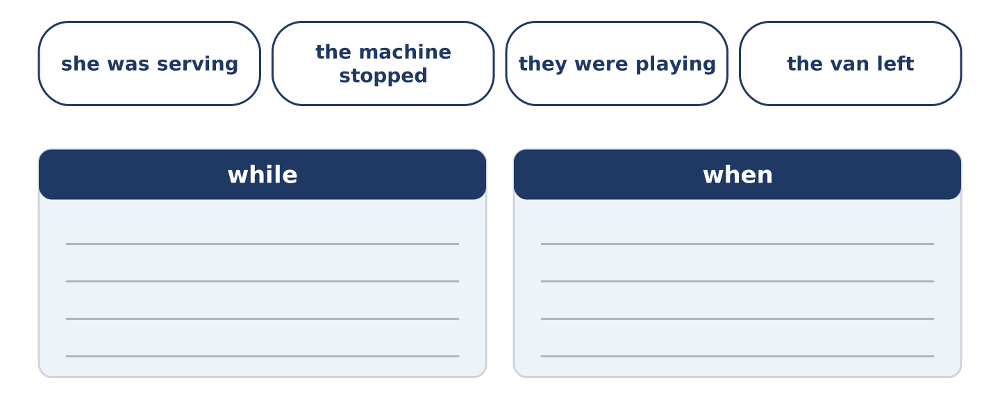 she was serving
the machine
stopped
they were playing
the van left
while
when